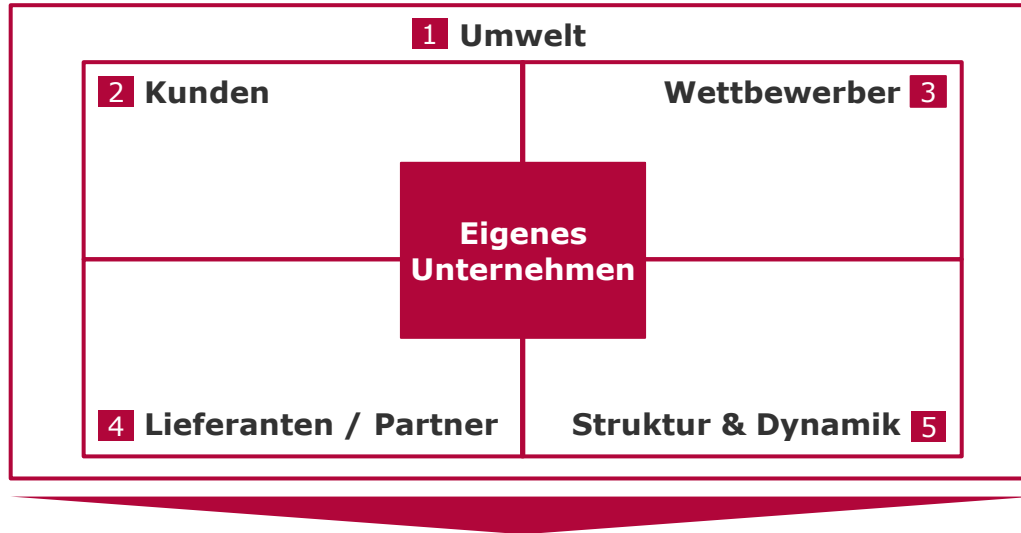 1 Umwelt
2 Kunden
Wettbewerber 3
Eigenes
Unternehmen
4 Lieferanten / Partner
Struktur & Dynamik 5